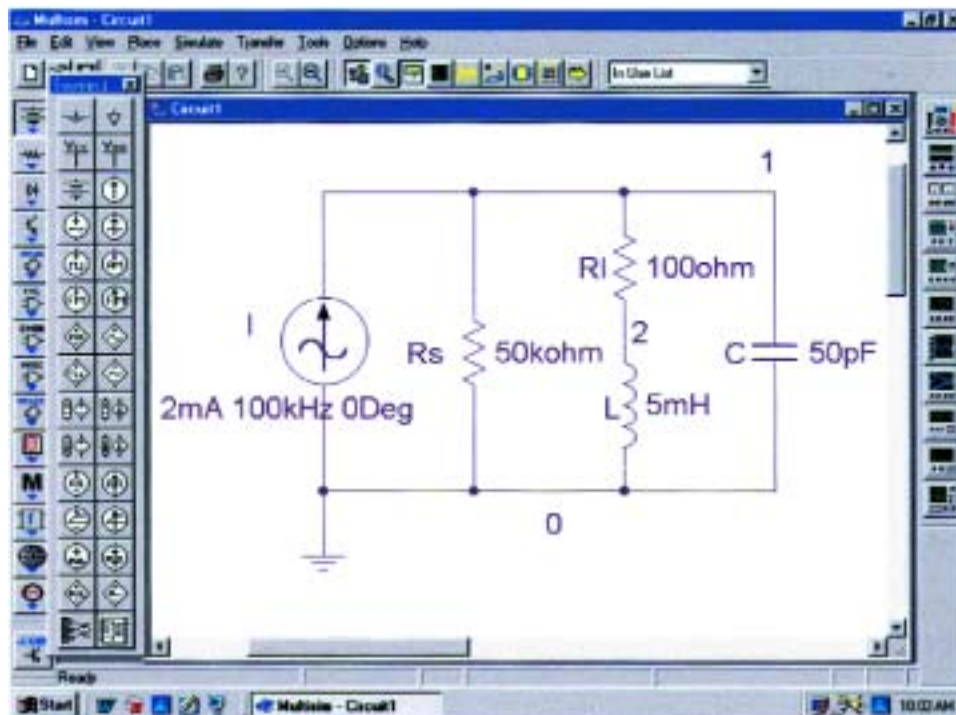 Multisim - Circuit1
File Edit View Place Simulate Transfer Tools Options Help
In Use List
Circuit1
1
Rl 100ohm
I
Rs 50kohm
2
C 50pF
2mA 100kHz 0Deg
L 5mH
0
M
Ready
Start
Multisim - Circuit1
10:02 AM